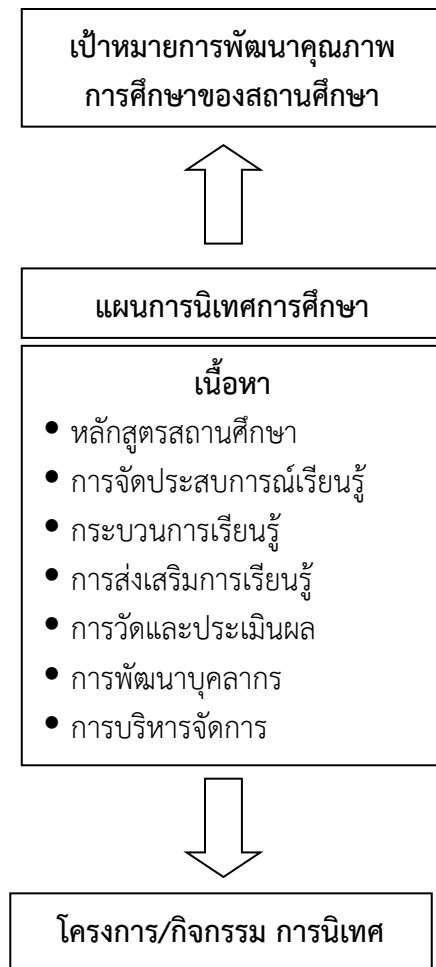 เป้าหมายการพัฒนาคุณภาพ
การศึกษาของสถานศึกษา
แผนการนิเทศการศึกษา
เนื้อหา
• หลักสูตรสถานศึกษา
• การจัดประสบการณ์เรียนรู้
• กระบวนการเรียนรู้
• การส่งเสริมการเรียนรู้
• การวัดและประเมินผล
• การพัฒนาบุคลากร
• การบริหารจัดการ
โครงการ/กิจกรรม การนิเทศ